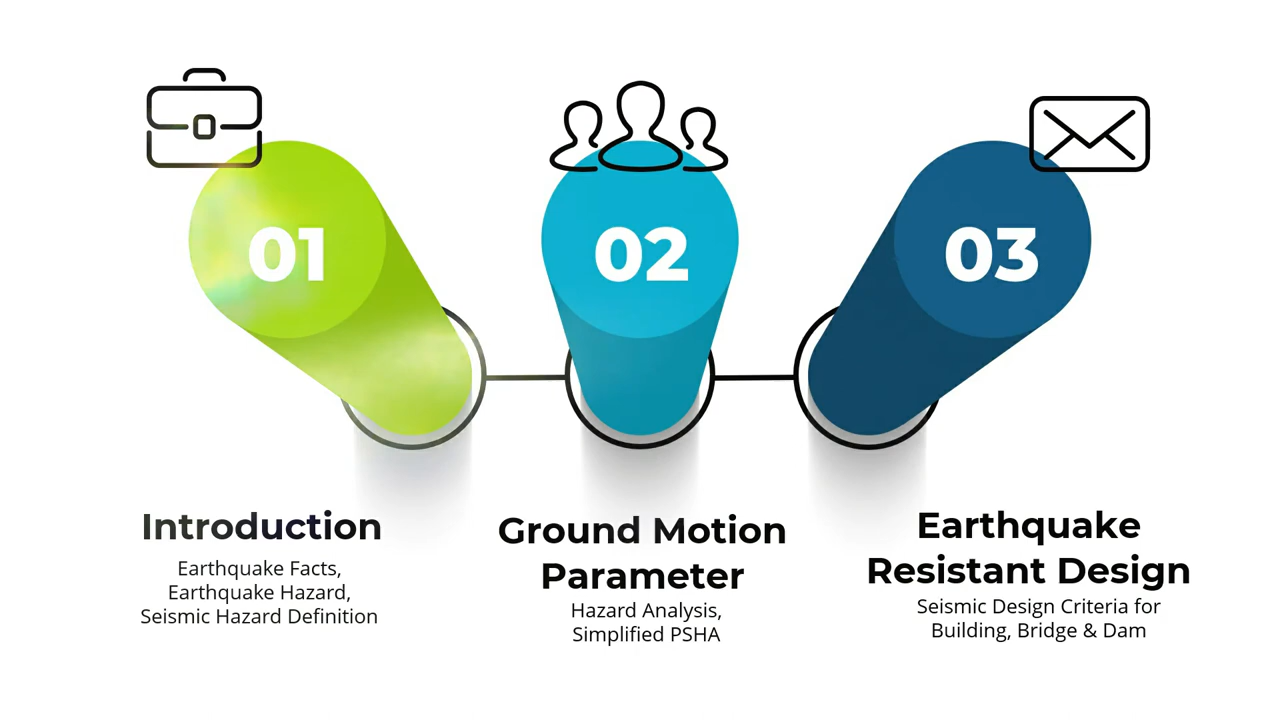 01
02
03
Introduction
Earthquake Facts,
Earthquake Hazard,
Seismic Hazard Definition
Ground Motion
Parameter
Hazard Analysis,
Simplified PSHA
Earthquake
Resistant Design
Seismic Design Criteria for
Building, Bridge & Dam